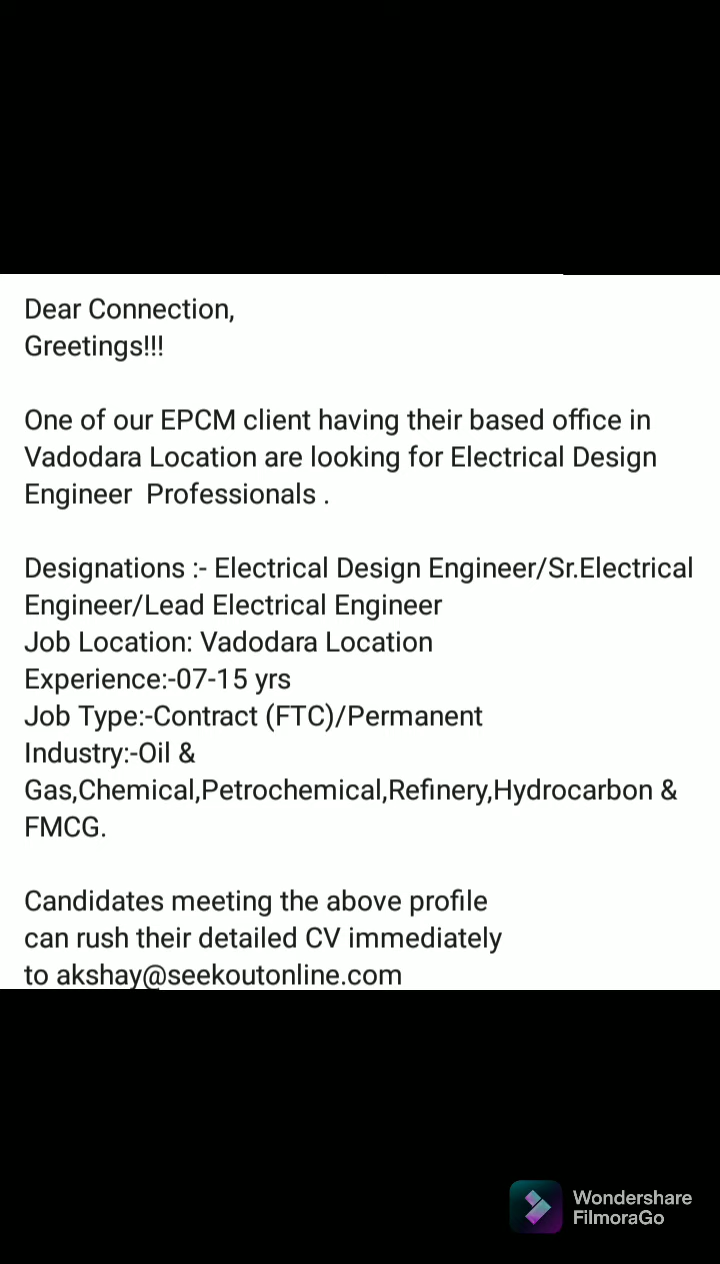 Dear Connection,
Greetings!!!
One of our EPCM client having their based office in
Vadodara Location are looking for Electrical Design
Engineer  Professionals .
Designations :- Electrical Design Engineer/Sr.Electrical
Engineer/Lead Electrical Engineer
Job Location: Vadodara Location
Experience:-07-15 yrs
Job Type:-Contract (FTC)/Permanent
Industry:-Oil &
Gas,Chemical,Petrochemical,Refinery,Hydrocarbon &
FMCG.
Candidates meeting the above profile
can rush their detailed CV immediately
to akshay@seekoutonline.com
Wondershare
FilmoraGo